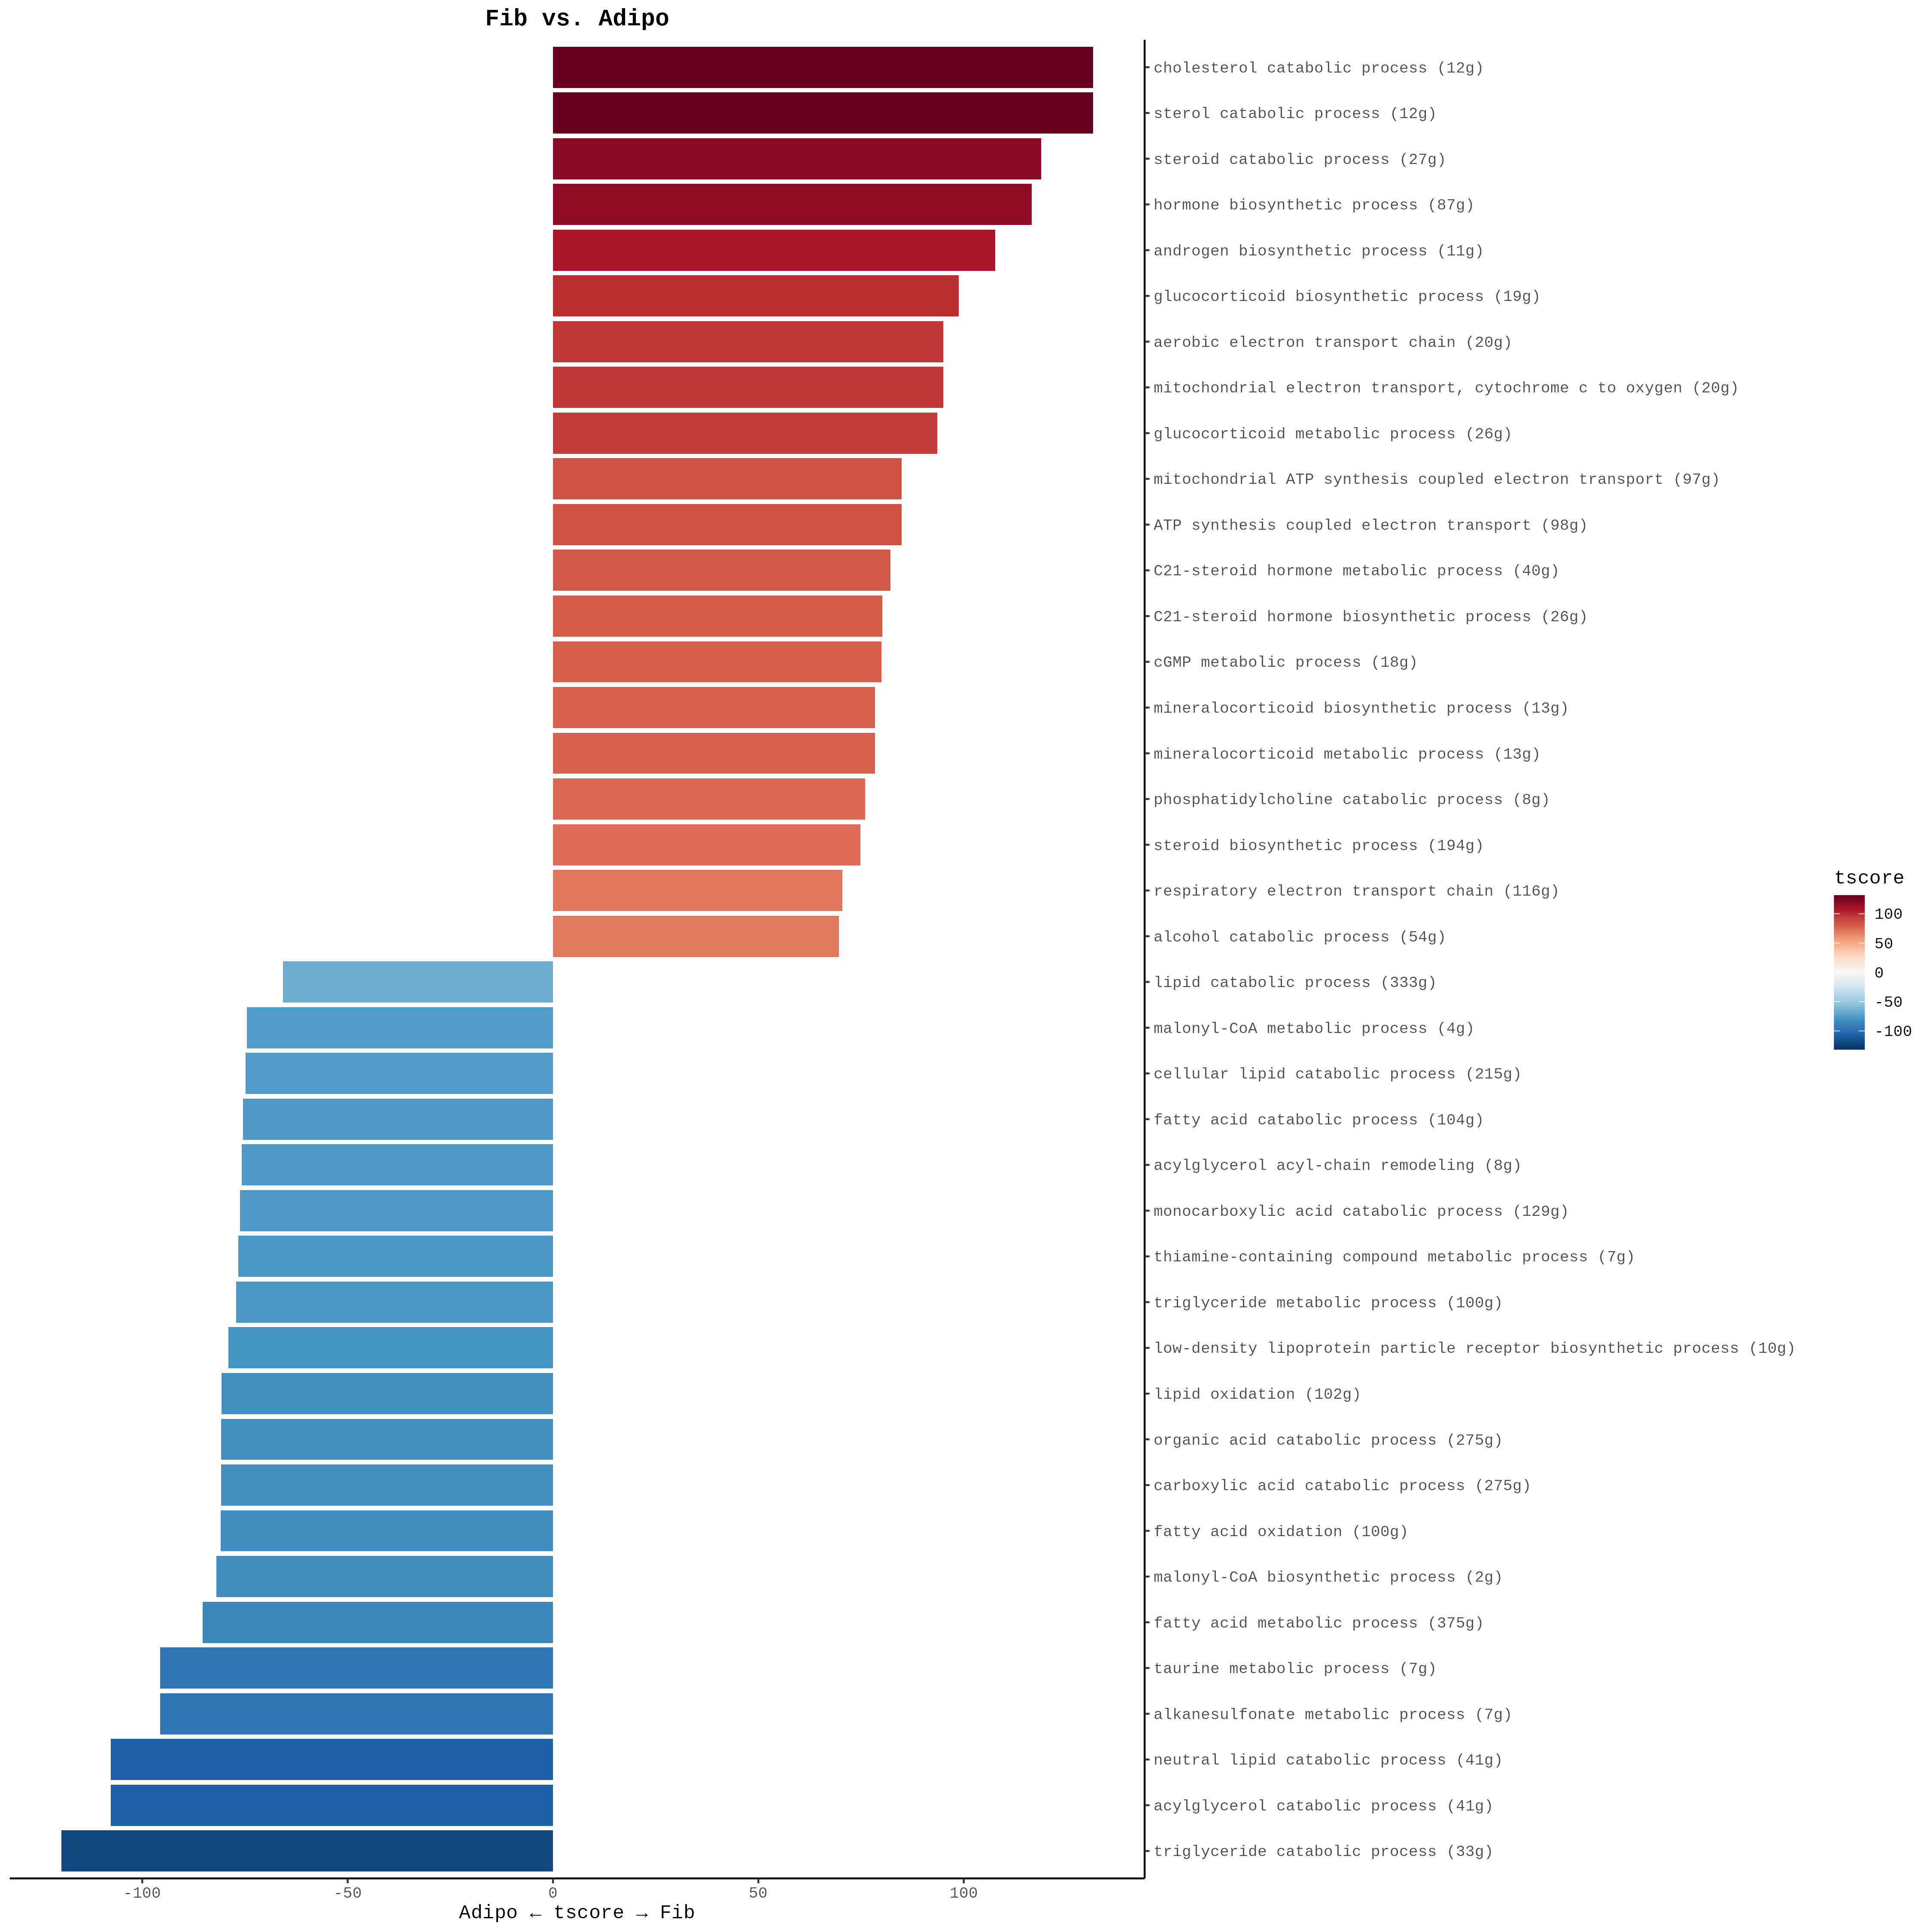 Fib vs. Adipo
cholesterol catabolic process (12g)
sterol catabolic process (12g)
steroid catabolic process (27g)
hormone biosynthetic process (87g)
androgen biosynthetic process (11g)
glucocorticoid biosynthetic process (19g)
aerobic electron transport chain (20g)
mitochondrial electron transport, cytochrome c to oxygen (20g)
glucocorticoid metabolic process (26g)
mitochondrial ATP synthesis coupled electron transport (97g)
ATP synthesis coupled electron transport (98g)
C21-steroid hormone metabolic process (40g)
C21-steroid hormone biosynthetic process (26g)
cGMP metabolic process (18g)
mineralocorticoid biosynthetic process (13g)
mineralocorticoid metabolic process (13g)
phosphatidylcholine catabolic process (8g)
steroid biosynthetic process (194g)
respiratory electron transport chain (116g)
alcohol catabolic process (54g)
lipid catabolic process (333g)
malonyl-CoA metabolic process (4g)
cellular lipid catabolic process (215g)
fatty acid catabolic process (104g)
acylglycerol acyl-chain remodeling (8g)
monocarboxylic acid catabolic process (129g)
thiamine-containing compound metabolic process (7g)
triglyceride metabolic process (100g)
low-density lipoprotein particle receptor biosynthetic process (10g)
lipid oxidation (102g)
organic acid catabolic process (275g)
carboxylic acid catabolic process (275g)
fatty acid oxidation (100g)
malonyl-CoA biosynthetic process (2g)
fatty acid metabolic process (375g)
taurine metabolic process (7g)
alkanesulfonate metabolic process (7g)
neutral lipid catabolic process (41g)
acylglycerol catabolic process (41g)
triglyceride catabolic process (33g)
-100 -50 0 50 100
Adipo ← tscore → Fib
tscore
100
50
0
-50
-100